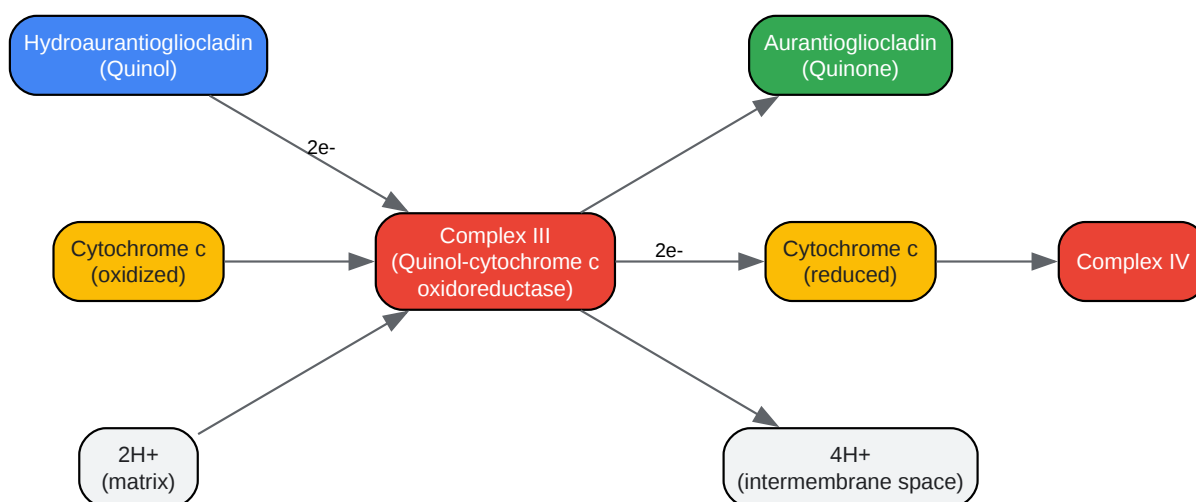 Hydroaurantiogliocladin
(Quinol)
Aurantiogliocladin
(Quinone)
2e-
Cytochrome c
(oxidized)
Complex III
(Quinol-cytochrome c
oxidoreductase)
2e-
Cytochrome c
(reduced)
Complex IV
2H+
(matrix)
4H+
(intermembrane space)